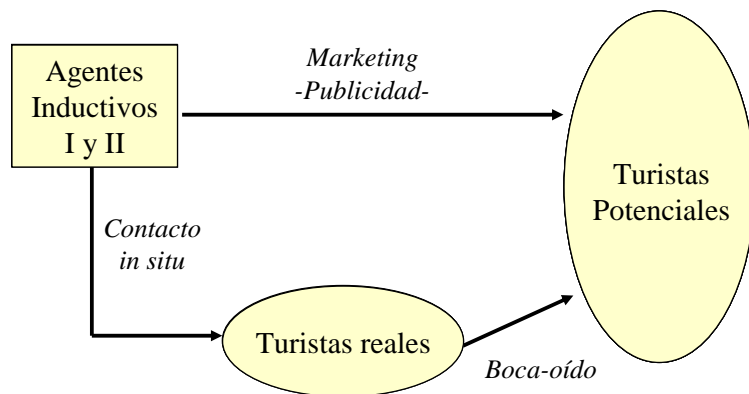 Agentes
Inductivos
I y II
Marketing
-Publicidad-
Turistas
Potenciales
Contacto
in situ
Turistas reales
Boca-oído